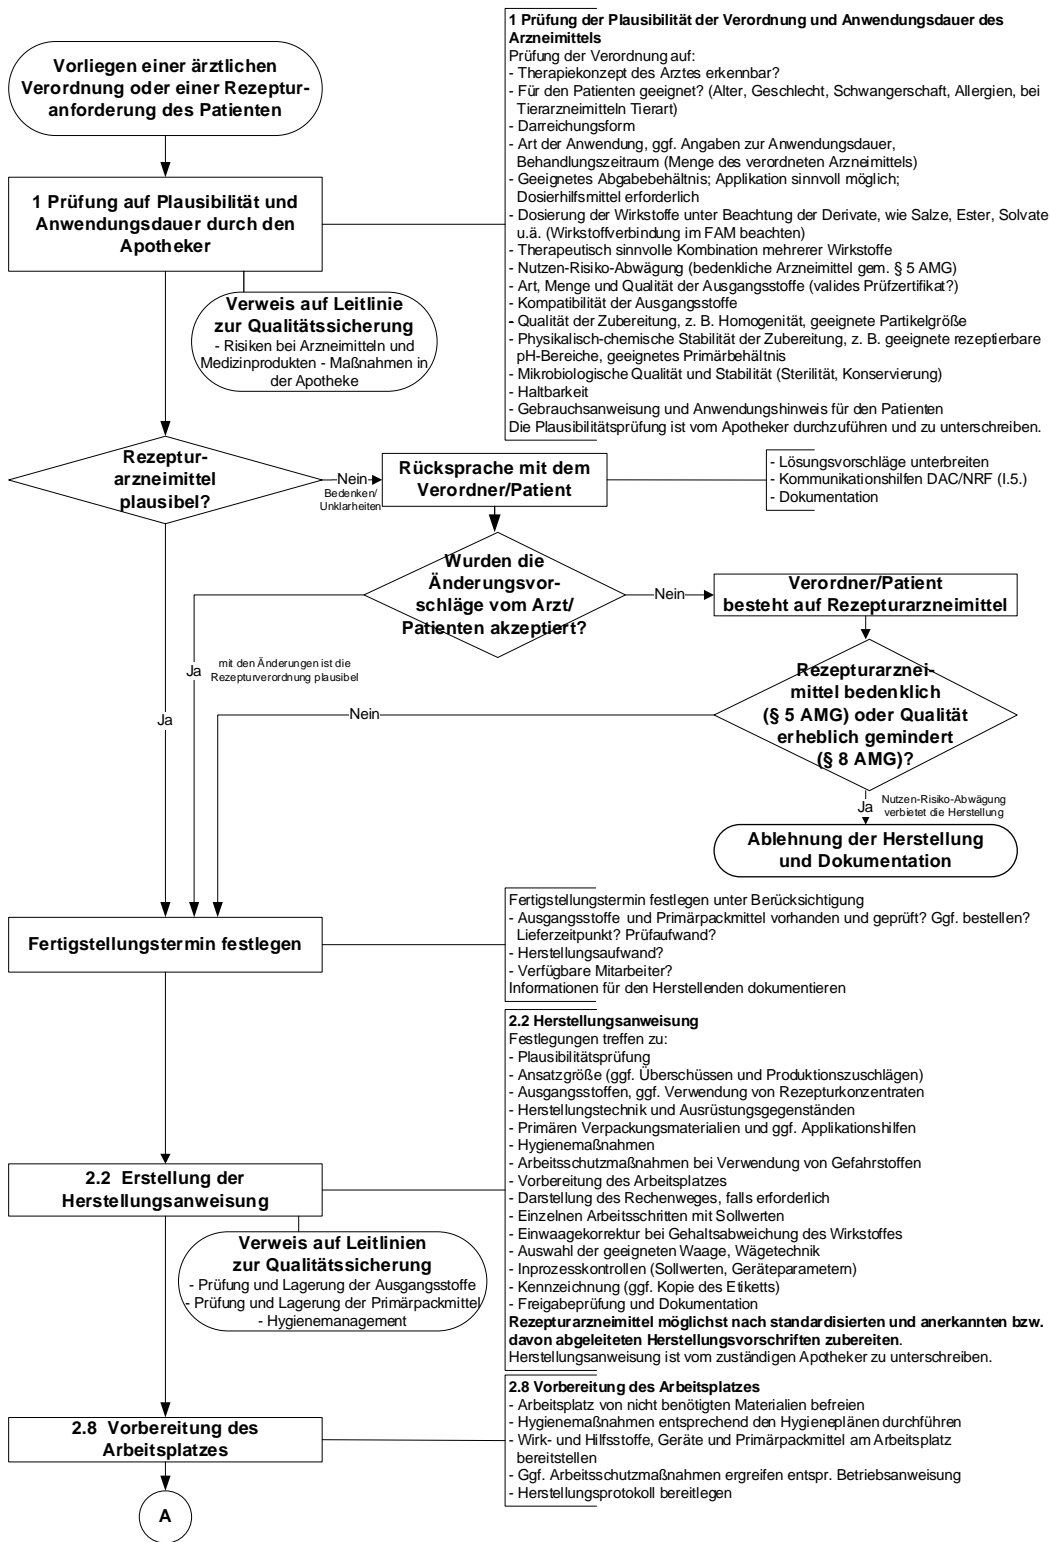 Vorliegen einer ärztlichen
Verordnung oder einer Rezeptur-
anforderung des Patienten
1 Prüfung auf Plausibilität und
Anwendungsdauer durch den
Apotheker
1 Prüfung der Plausibilität der Verordnung und Anwendungsdauer des
Arzneimittels
Prüfung der Verordnung auf:
- Therapiekonzept des Arztes erkennbar?
- Für den Patienten geeignet? (Alter, Geschlecht, Schwangerschaft, Allergien, bei
Tierarzneimitteln Tierart)
- Darreichungsform
- Art der Anwendung, ggf. Angaben zur Anwendungsdauer,
Behandlungszeitraum (Menge des verordneten Arzneimittels)
- Geeignetes Abgabebehältnis; Applikation sinnvoll möglich;
Dosierhilfsmittel erforderlich
- Dosierung der Wirkstoffe unter Beachtung der Derivate, wie Salze, Ester, Solvate
u.ä. (Wirkstoffverbindung im FAM beachten)
- Therapeutisch sinnvolle Kombination mehrerer Wirkstoffe
- Nutzen-Risiko-Abwägung (bedenkliche Arzneimittel gem. § 5 AMG)
- Art, Menge und Qualität der Ausgangsstoffe (valides Prüfzertifikat?)
- Kompatibilität der Ausgangsstoffe
- Qualität der Zubereitung, z. B. Homogenität, geeignete Partikelgröße
- Physikalisch-chemische Stabilität der Zubereitung, z. B. geeignete rezeptierbare
pH-Bereiche, geeignetes Primärbehältnis
- Mikrobiologische Qualität und Stabilität (Sterilität, Konservierung)
- Haltbarkeit
- Gebrauchsanweisung und Anwendungshinweis für den Patienten
Die Plausibilitätsprüfung ist vom Apotheker durchzuführen und zu unterschreiben.
Verweis auf Leitlinie
zur Qualitätssicherung
- Risiken bei Arzneimitteln und
Medizinprodukten - Maßnahmen in
der Apotheke
Rezeptur-
arzneimittel
plausibel?
Nein
Bedenken/
Unklarheiten
Rücksprache mit dem
Verordner/Patient
- Lösungsvorschläge unterbreiten
- Kommunikationshilfen DAC/NRF (I.5.)
- Dokumentation
Wurden die
Änderungsvor-
schläge vom Arzt/
Patienten akzeptiert?
Nein
Verordner/Patient
besteht auf Rezepturarzneimittel
Ja
mit den Änderungen ist die
Rezepturverordnung plausibel
Rezepturarznei-
mittel bedenklich
(§ 5 AMG) oder Qualität
erheblich gemindert
(§ 8 AMG)?
Ja
Nein
Ja
Nutzen-Risiko-Abwägung
verbietet die Herstellung
Ablehnung der Herstellung
und Dokumentation
Fertigstellungstermin festlegen
Fertigstellungstermin festlegen unter Berücksichtigung
- Ausgangsstoffe und Primärpackmittel vorhanden und geprüft? Ggf. bestellen?
Lieferzeitpunkt? Prüfaufwand?
- Herstellungsaufwand?
- Verfügbare Mitarbeiter?
Informationen für den Herstellenden dokumentieren
2.2 Erstellung der
Herstellungsanweisung
2.2 Herstellungsanweisung
Festlegungen treffen zu:
- Plausibilitätsprüfung
- Ansatzgröße (ggf. Überschüssen und Produktionszuschlägen)
- Ausgangsstoffen, ggf. Verwendung von Rezepturkonzentraten
- Herstellungstechnik und Ausrüstungsgegenständen
- Primären Verpackungsmaterialien und ggf. Applikationshilfen
- Hygienemaßnahmen
- Arbeitsschutzmaßnahmen bei Verwendung von Gefahrstoffen
- Vorbereitung des Arbeitsplatzes
- Darstellung des Rechenweges, falls erforderlich
- Einzelnen Arbeitsschritten mit Sollwerten
- Einwaagekorrektur bei Gehaltsabweichung des Wirkstoffes
- Auswahl der geeigneten Waage, Wägetechnik
- Inprozesskontrollen (Sollwerten, Geräteparametern)
- Kennzeichnung (ggf. Kopie des Etiketts)
- Freigabeprüfung und Dokumentation
Rezepturarzneimittel möglichst nach standardisierten und anerkannten bzw.
davon abgeleiteten Herstellungsvorschriften zubereiten.
Herstellungsanweisung ist vom zuständigen Apotheker zu unterschreiben.
Verweis auf Leitlinien
zur Qualitätssicherung
- Prüfung und Lagerung der Ausgangsstoffe
- Prüfung und Lagerung der Primärpackmittel
- Hygienemanagement
2.8 Vorbereitung des
Arbeitsplatzes
2.8 Vorbereitung des Arbeitsplatzes
- Arbeitsplatz von nicht benötigten Materialien befreien
- Hygienemaßnahmen entsprechend den Hygieneplänen durchführen
- Wirk- und Hilfsstoffe, Geräte und Primärpackmittel am Arbeitsplatz
bereitstellen
- Ggf. Arbeitsschutzmaßnahmen ergreifen entspr. Betriebsanweisung
- Herstellungsprotokoll bereitlegen
A